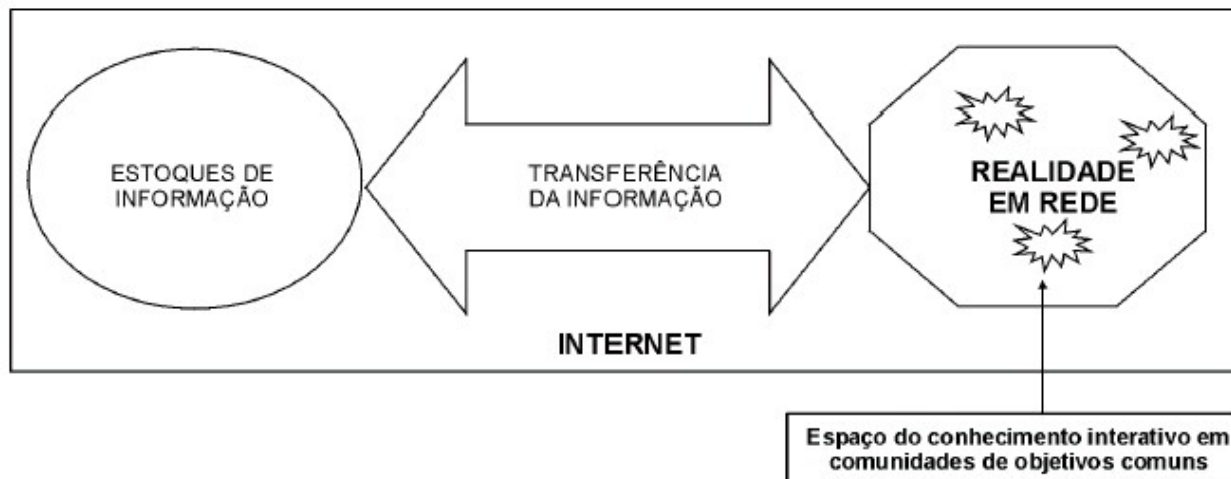 ESTOQUES DE
INFORMAÇÃO
TRANSFERÊNCIA
DA INFORMAÇÃO
REALIDADE
EM REDE
INTERNET
Espaço do conhecimento interativo em
comunidades de objetivos comuns